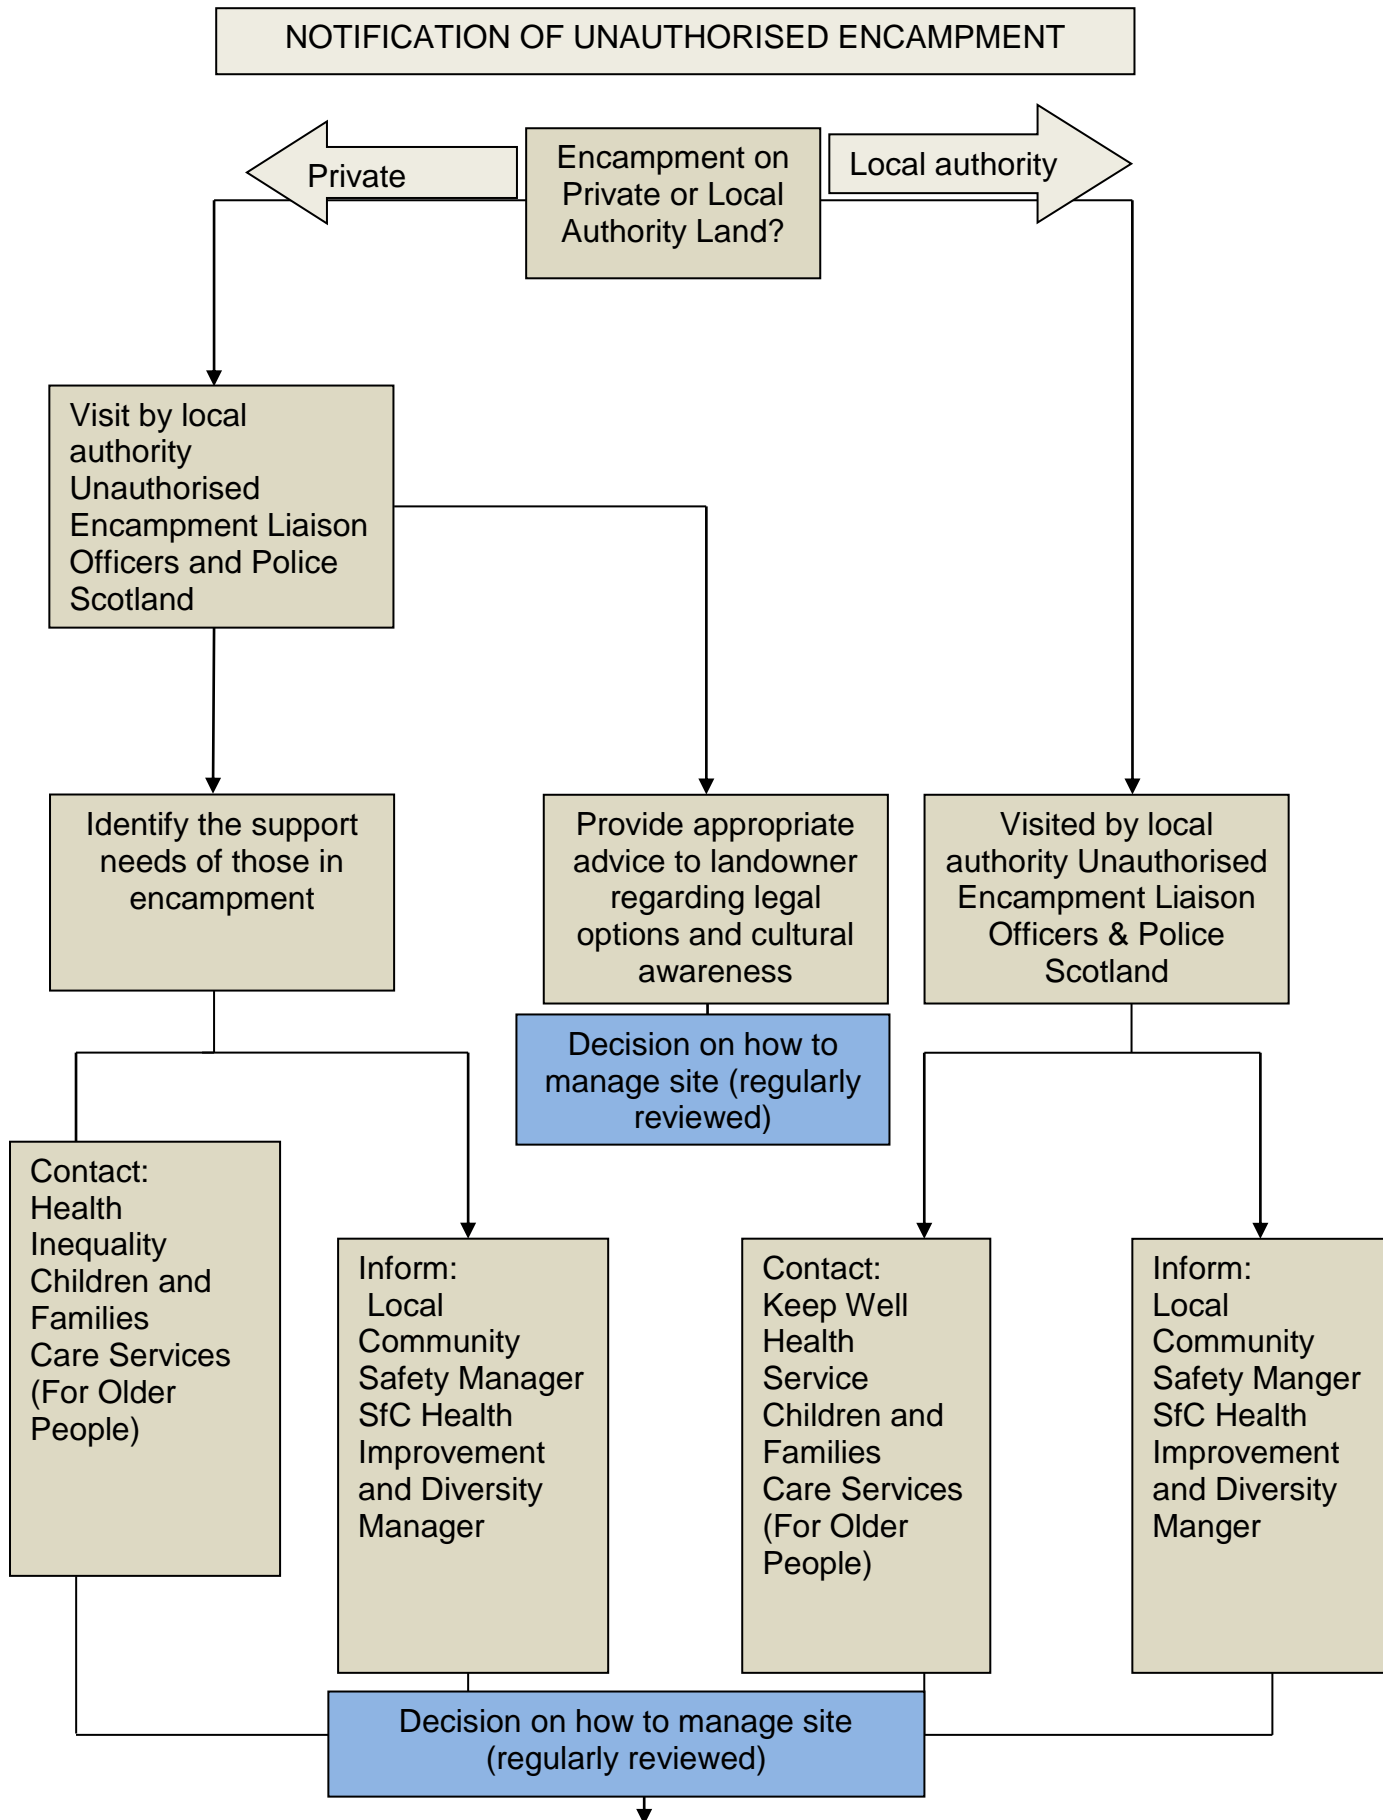 NOTIFICATION OF UNAUTHORISED ENCAMPMENT
Private
Encampment on
Private or Local
Authority Land?
Local authority
Visit by local
authority
Unauthorised
Encampment Liaison
Officers and Police
Scotland
Identify the support
needs of those in
encampment
Provide appropriate
advice to landowner
regarding legal
options and cultural
awareness
Visited by local
authority Unauthorised
Encampment Liaison
Officers & Police
Scotland
Decision on how to
manage site (regularly
reviewed)
Contact:
Health
Inequality
Children and
Families
Care Services
(For Older
People)
Inform:
Local
Community
Safety Manager
SfC Health
Improvement
and Diversity
Manager
Contact:
Keep Well
Health
Service
Children and
Families
Care Services
(For Older
People)
Inform:
Local
Community
Safety Manger
SfC Health
Improvement
and Diversity
Manger
Decision on how to manage site
(regularly reviewed)